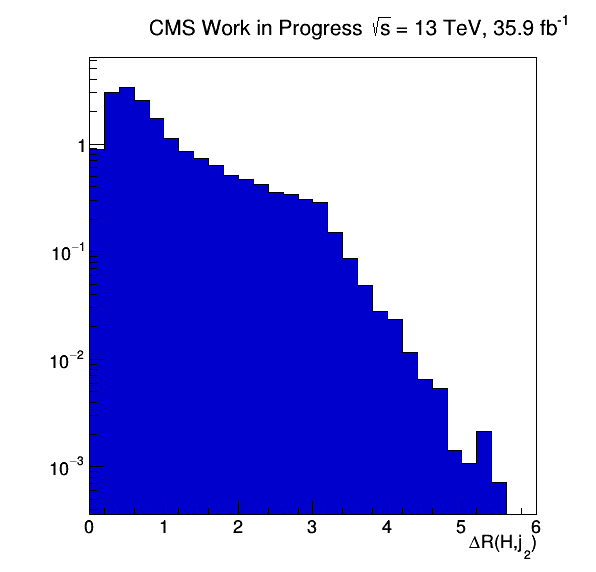 CMS Work in Progress √s = 13 TeV, 35.9 fb⁻¹
1
10⁻¹
10⁻²
10⁻³
0 1 2 3 4 5 6
ΔR(H,j₂)